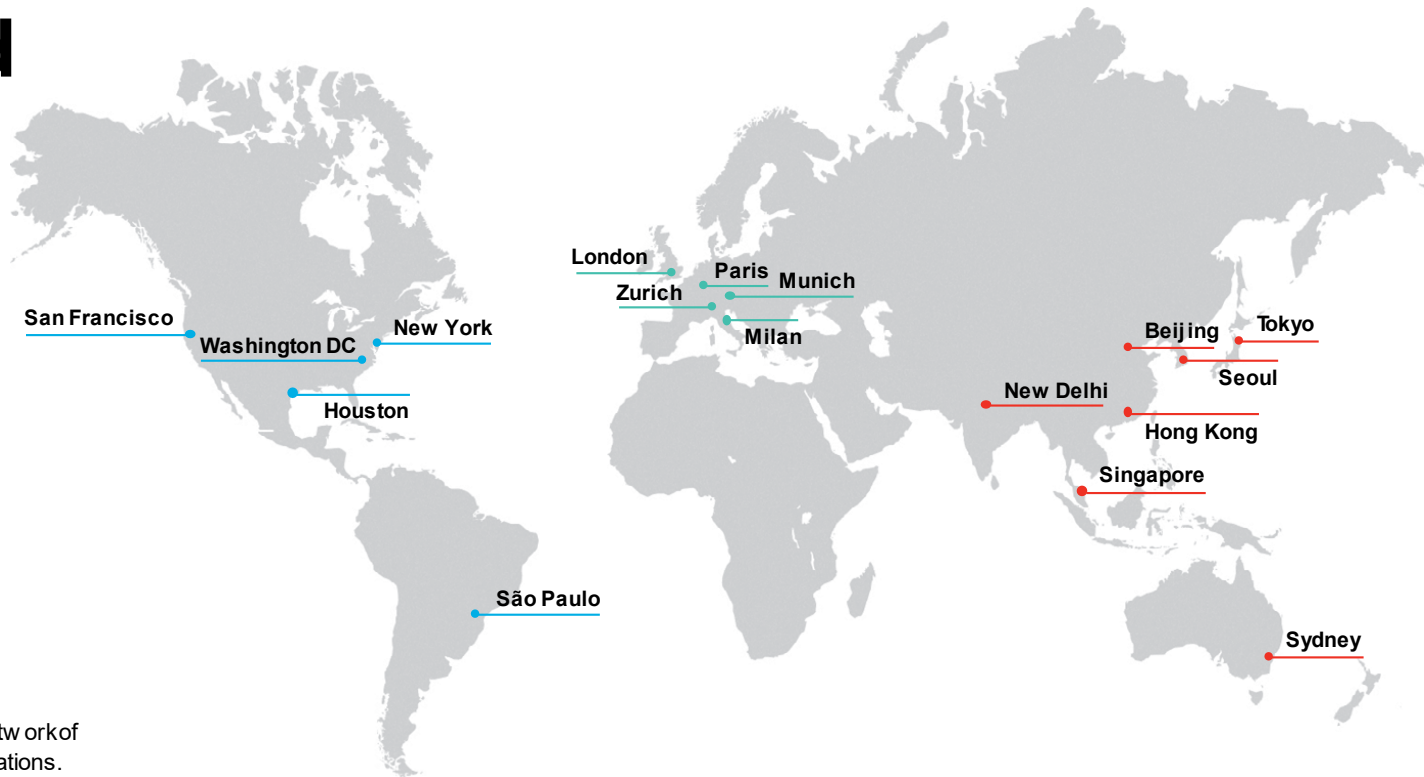 d
London
Paris
Munich
Zurich
San Francisco
New York
Washington DC
Milan
Beijing
Tokyo
Seoul
New Delhi
Houston
Hong Kong
Singapore
São Paulo
Sydney
tw orkof
ations.